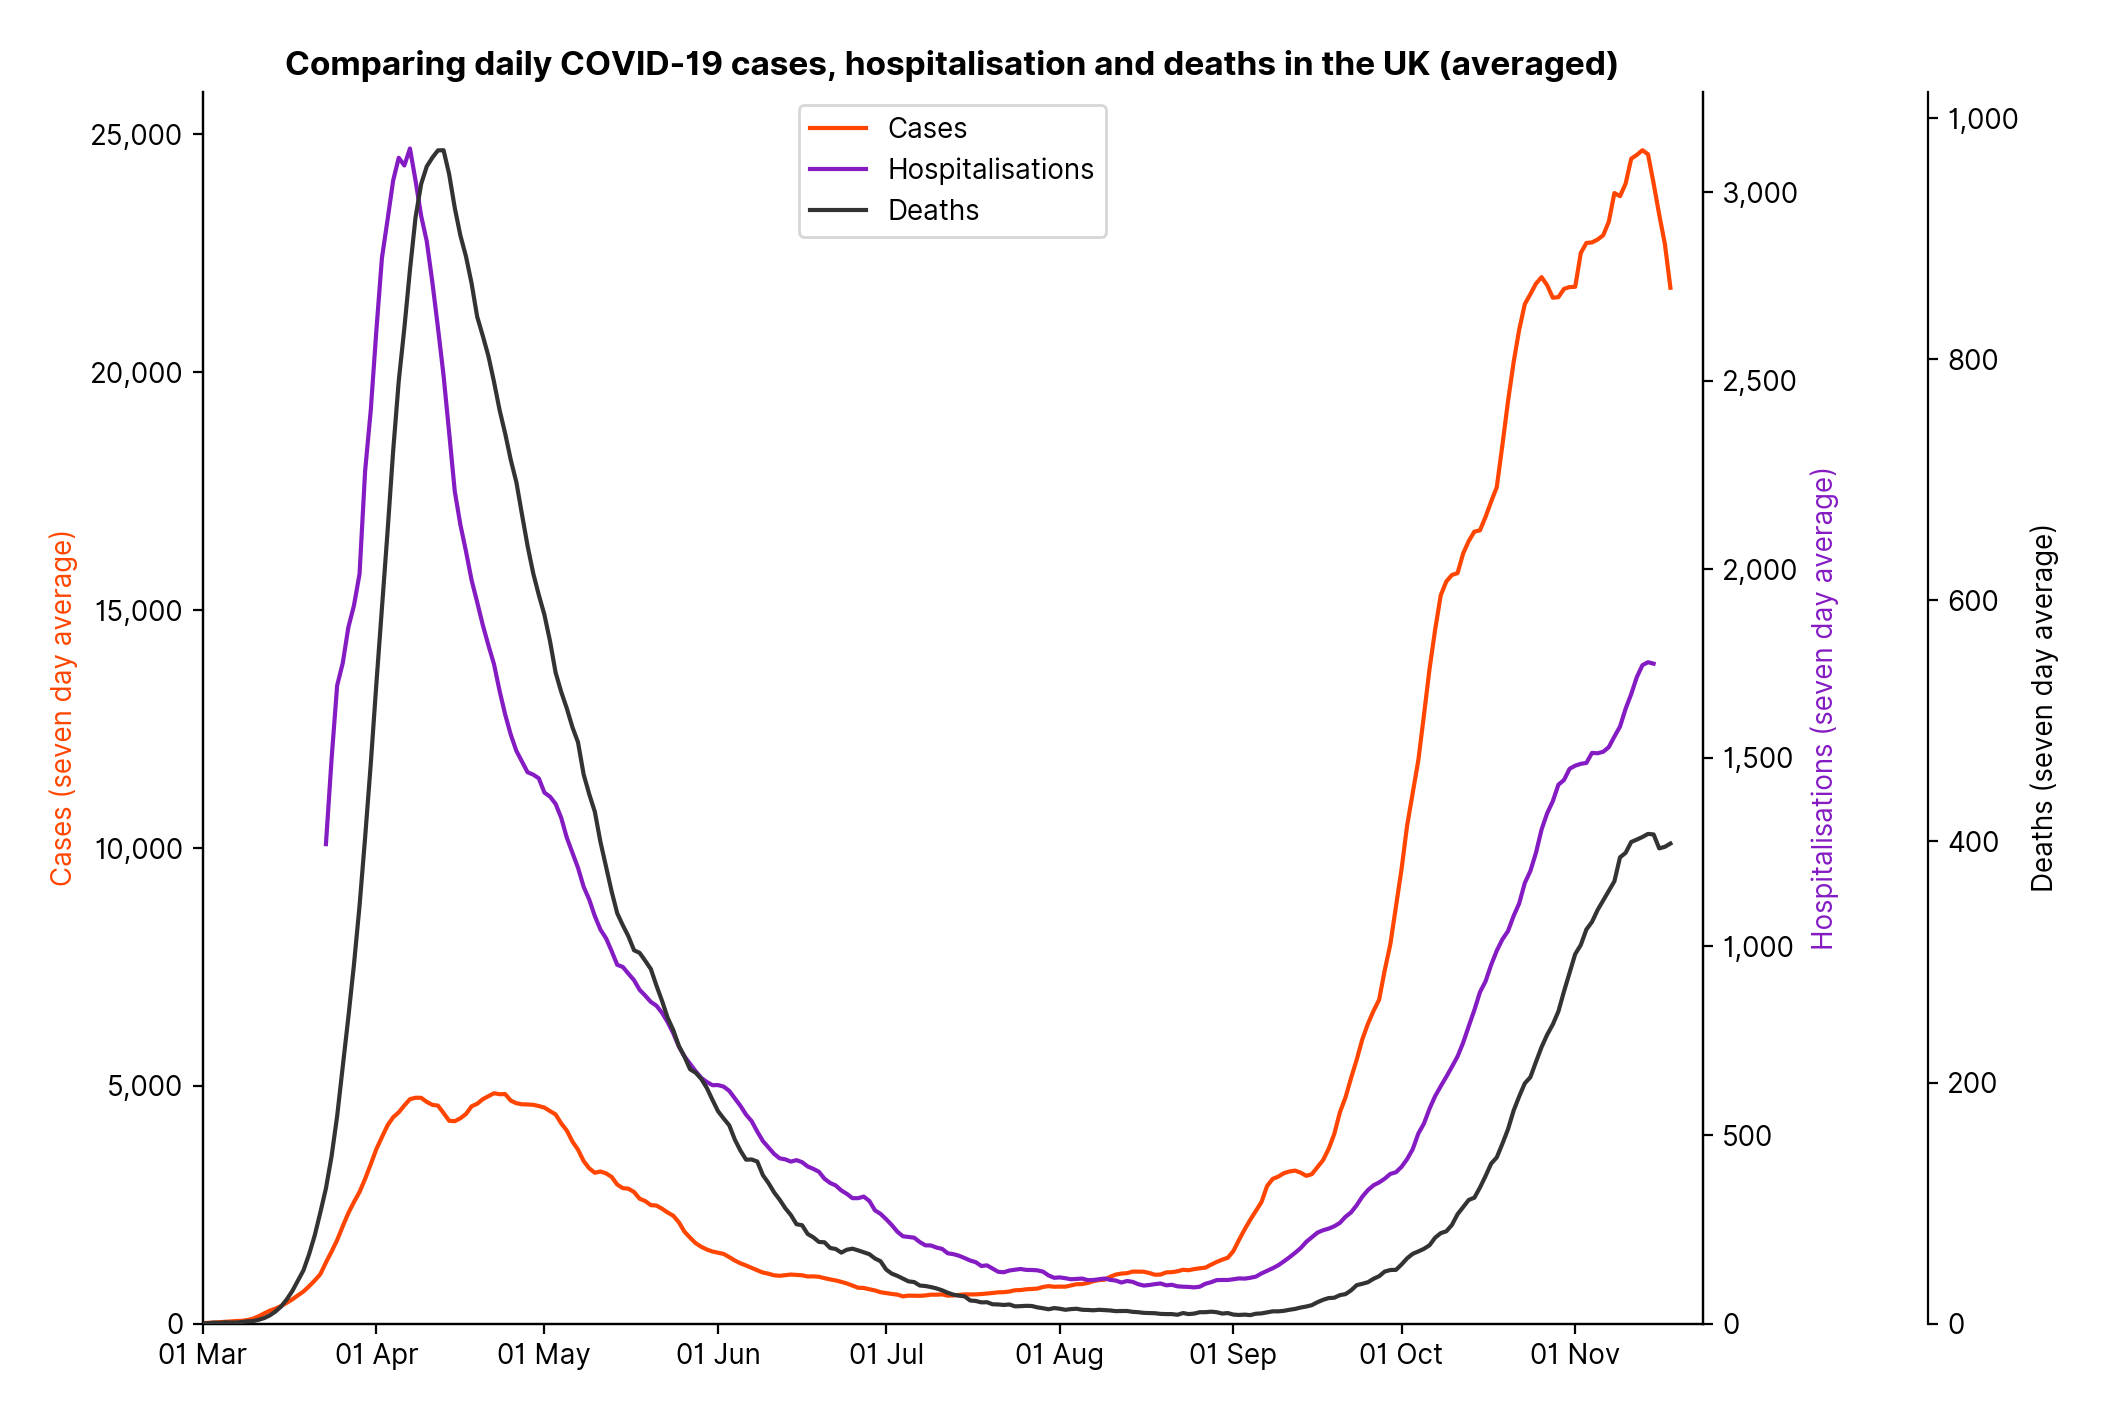 Comparing daily COVID-19 cases, hospitalisation and deaths in the UK (averaged)
Cases
Hospitalisations
Deaths
Cases (seven day average)
25,000
20,000
15,000
10,000
5,000
0
01 Mar
01 Apr
01 May
01 Jun
01 Jul
01 Aug
01 Sep
01 Oct
01 Nov
3,000
2,500
2,000
1,500
1,000
500
0
Hospitalisations (seven day average)
1,000
800
600
400
200
0
Deaths (seven day average)